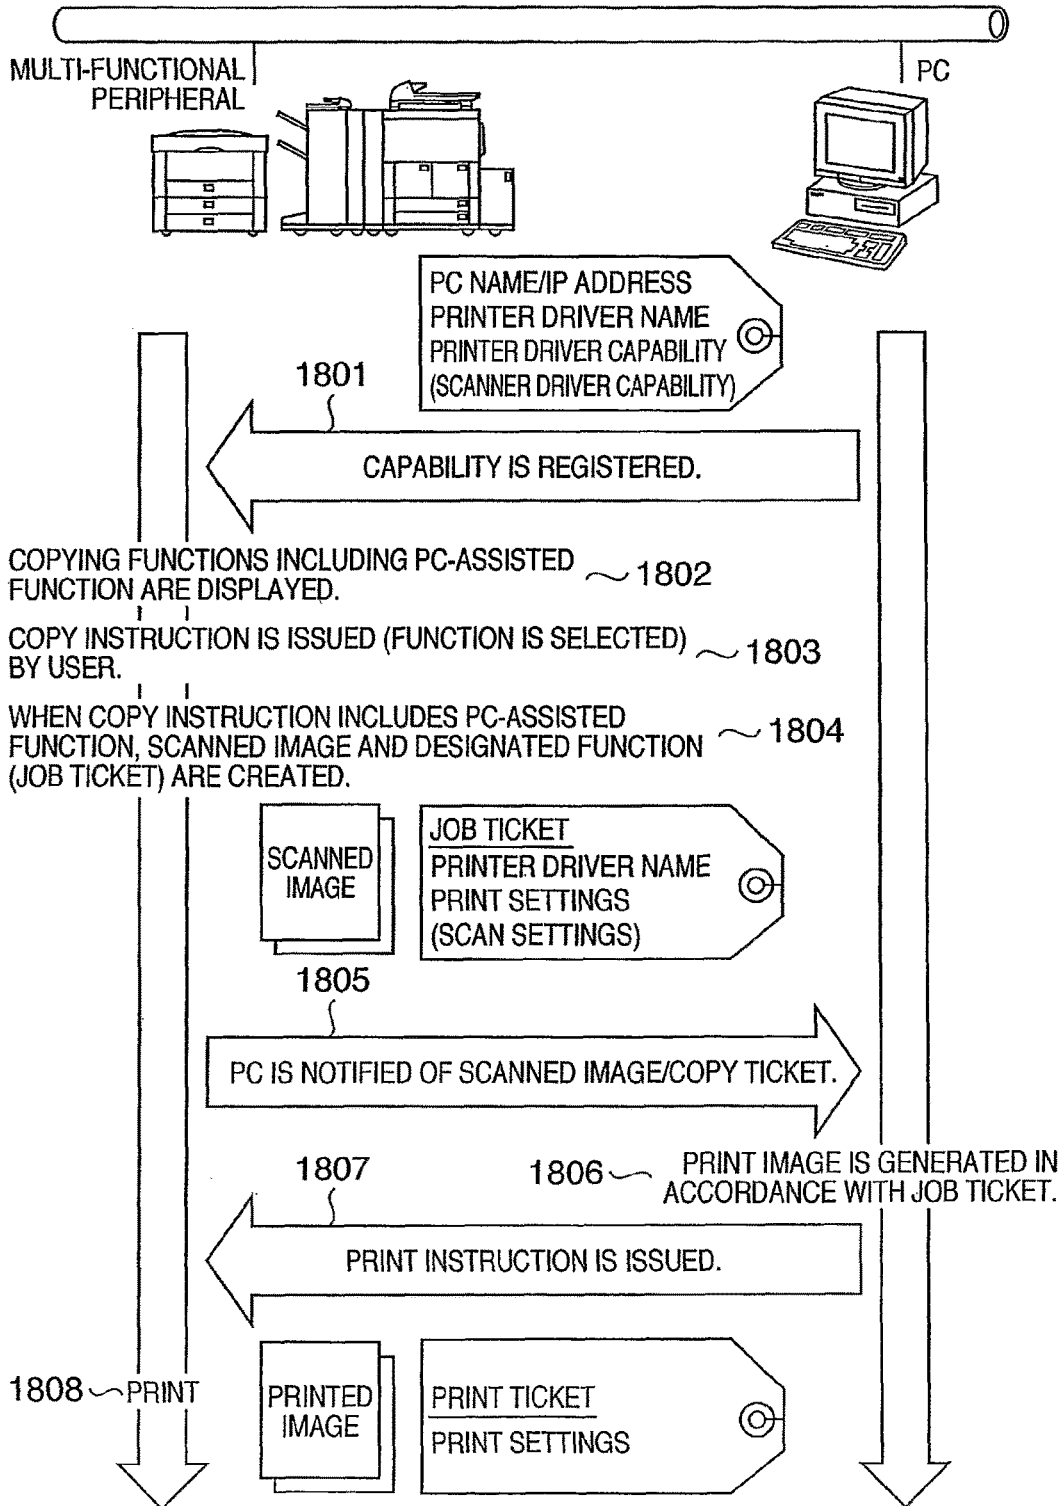 MULTI-FUNCTIONAL
PERIPHERAL
PC
PC NAME/IP ADDRESS
PRINTER DRIVER NAME
PRINTER DRIVER CAPABILITY
(SCANNER DRIVER CAPABILITY)
1801
CAPABILITY IS REGISTERED.
COPYING FUNCTIONS INCLUDING PC-ASSISTED
FUNCTION ARE DISPLAYED.
1802
COPY INSTRUCTION IS ISSUED (FUNCTION IS SELECTED)
BY USER.
1803
WHEN COPY INSTRUCTION INCLUDES PC-ASSISTED
FUNCTION, SCANNED IMAGE AND DESIGNATED FUNCTION
(JOB TICKET) ARE CREATED.
1804
SCANNED
IMAGE
JOB TICKET
PRINTER DRIVER NAME
PRINT SETTINGS
(SCAN SETTINGS)
1805
PC IS NOTIFIED OF SCANNED IMAGE/COPY TICKET.
1806
PRINT IMAGE IS GENERATED IN
ACCORDANCE WITH JOB TICKET.
1807
PRINT INSTRUCTION IS ISSUED.
1808
PRINT
PRINTED
IMAGE
PRINT TICKET
PRINT SETTINGS